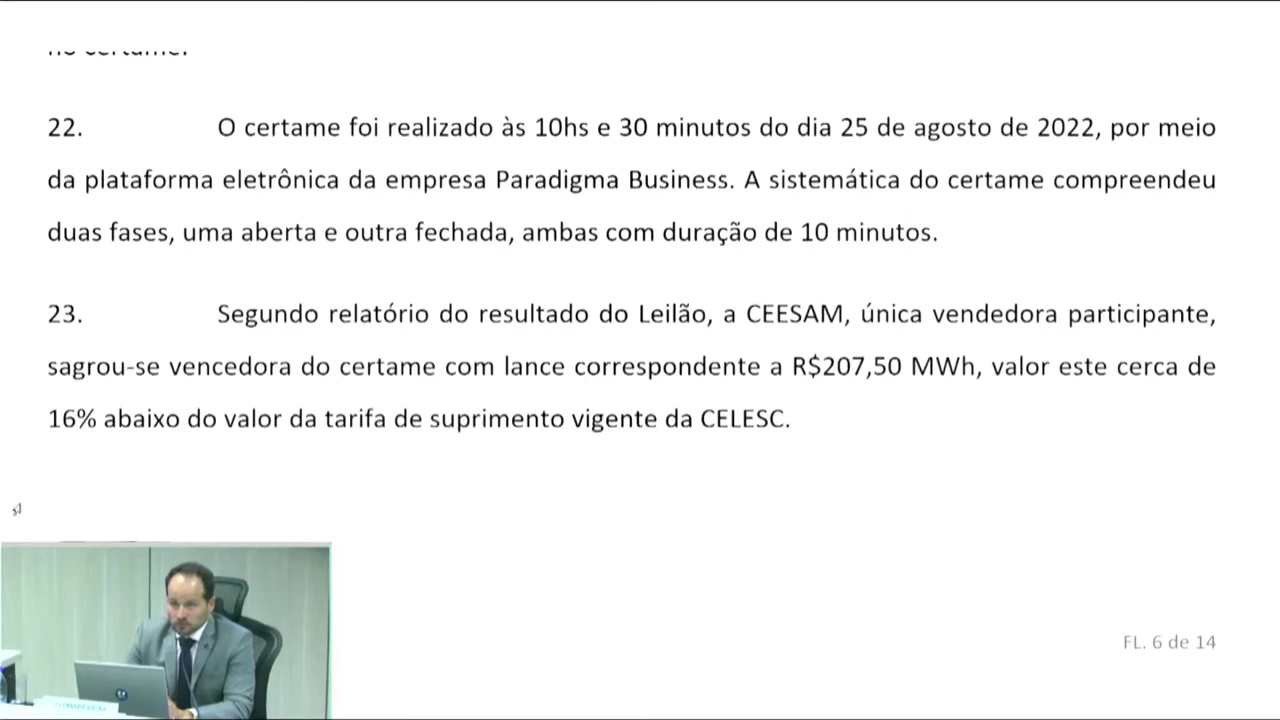 no certame.
22. O certame foi realizado às 10hs e 30 minutos do dia 25 de agosto de 2022, por meio
da plataforma eletrônica da empresa Paradigma Business. A sistemática do certame compreendeu
duas fases, uma aberta e outra fechada, ambas com duração de 10 minutos.
23. Segundo relatório do resultado do Leilão, a CEESAM, única vendedora participante,
sagrou-se vencedora do certame com lance correspondente a R$207,50 MWh, valor este cerca de
16% abaixo do valor da tarifa de suprimento vigente da CELESC.
FL. 6 de 14